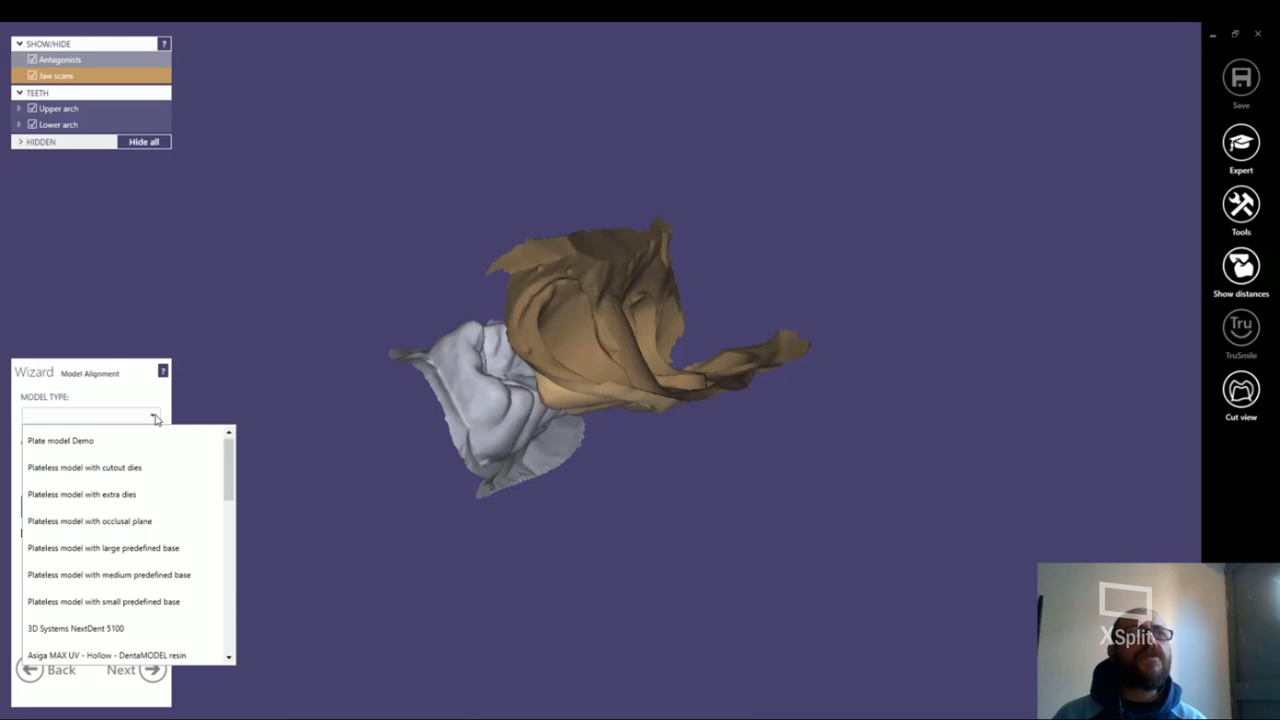 SHOW/HIDE ?
Antagonists
Jaw scans
TEETH
Upper arch
Lower arch
HIDDEN Hide all
Wizard Model Alignment ?
MODEL TYPE:
Plate model Demo
Plateless model with cutout dies
Plateless model with extra dies
Plateless model with occlusal plane
Plateless model with large predefined base
Plateless model with medium predefined base
Plateless model with small predefined base
3D Systems NextDent 5100
Asiga MAX UV - Hollow - DentaMODEL resin
Back Next
Save
Expert
Tools
Show distances
Tru
TruSmile
Cut view
XSplit